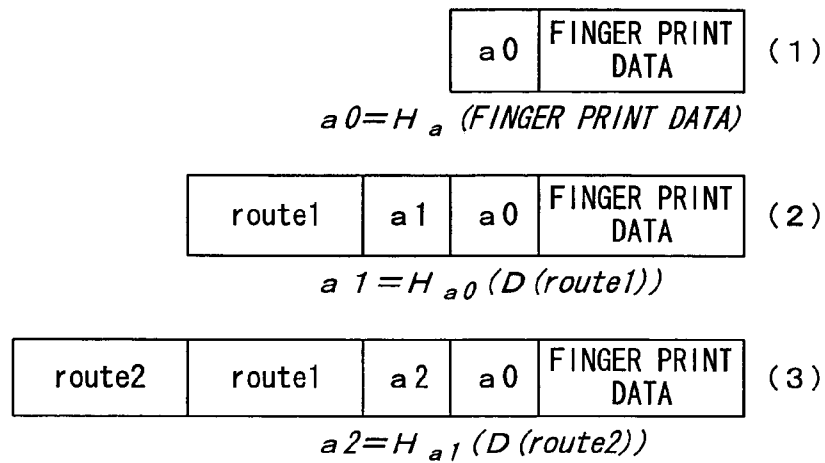 a0 FINGER PRINT DATA (1)
a0=H a (FINGER PRINT DATA)
route1 a1 a0 FINGER PRINT DATA (2)
a1=H a0 (D(route1))
route2 route1 a2 a0 FINGER PRINT DATA (3)
a2=H a1 (D(route2))